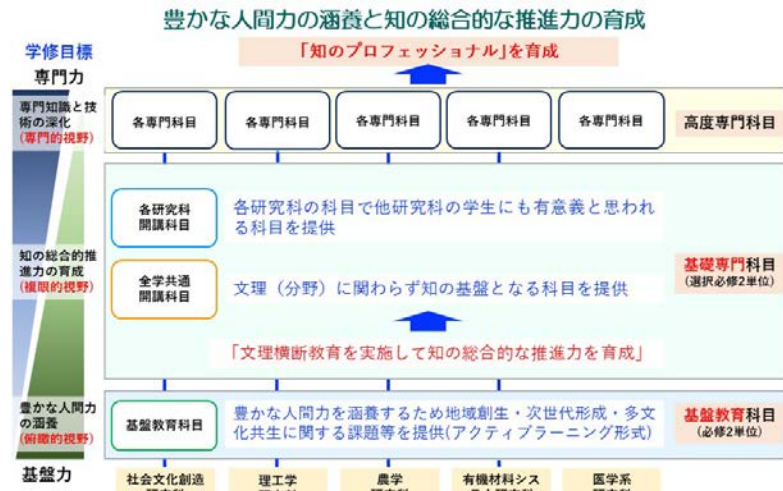 豊かな人間力の涵養と知の総合的な推進力の育成
「知のプロフェッショナル」を育成
学修目標
専門力
専門知識と技
術の深化
(専門的視野)
各専門科目
各専門科目
各専門科目
各専門科目
各専門科目
高度専門科目
各研究科
開講科目
各研究科の科目で他研究科の学生にも有意義と思われ
る科目を提供
知の総合的推
進力の育成
(複眼的視野)
全学共通
開講科目
文理（分野）に関わらず知の基盤となる科目を提供
基礎専門科目
(選択必修2単位)
「文理横断教育を実施して知の総合的な推進力を育成」
豊かな人間力
の涵養
(俯瞰的視野)
基盤教育科目
豊かな人間力を涵養するため地域創生・次世代形成・多文
化共生に関する課題等を提供(アクティブラーニング形式)
基盤教育科目
(必修2単位)
基盤力
社会文化創造
理工学
農学
有機材料シス
医学系